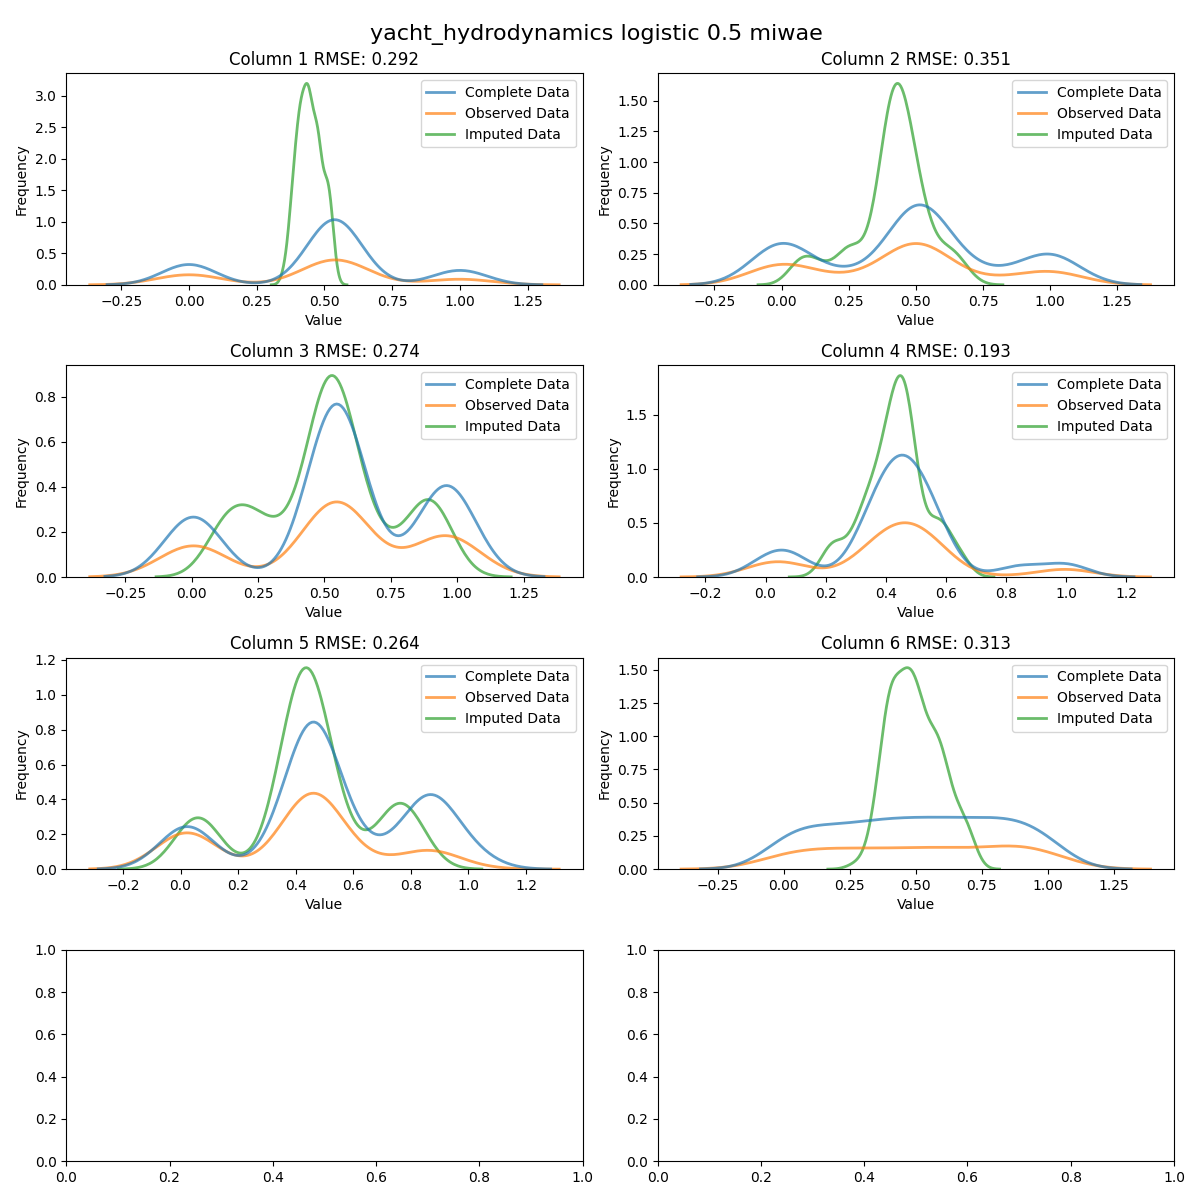 yacht_hydrodynamics logistic 0.5 miwae
Column 1 RMSE: 0.292
3.0
2.5
2.0
1.5
1.0
0.5
0.0
Frequency
Complete Data
Observed Data
Imputed Data
−0.25 0.00 0.25 0.50 0.75 1.00 1.25
Value
Column 2 RMSE: 0.351
1.50
1.25
1.00
0.75
0.50
0.25
0.00
Frequency
Complete Data
Observed Data
Imputed Data
−0.25 0.00 0.25 0.50 0.75 1.00 1.25
Value
Column 3 RMSE: 0.274
0.8
0.6
0.4
0.2
0.0
Frequency
Complete Data
Observed Data
Imputed Data
−0.25 0.00 0.25 0.50 0.75 1.00 1.25
Value
Column 4 RMSE: 0.193
1.5
1.0
0.5
0.0
Frequency
Complete Data
Observed Data
Imputed Data
−0.2 0.0 0.2 0.4 0.6 0.8 1.0 1.2
Value
Column 5 RMSE: 0.264
1.2
1.0
0.8
0.6
0.4
0.2
0.0
Frequency
Complete Data
Observed Data
Imputed Data
−0.2 0.0 0.2 0.4 0.6 0.8 1.0 1.2
Value
Column 6 RMSE: 0.313
1.50
1.25
1.00
0.75
0.50
0.25
0.00
Frequency
Complete Data
Observed Data
Imputed Data
−0.25 0.00 0.25 0.50 0.75 1.00 1.25
Value
1.0
0.8
0.6
0.4
0.2
0.0
0.0 0.2 0.4 0.6 0.8 1.0
1.0
0.8
0.6
0.4
0.2
0.0
0.0 0.2 0.4 0.6 0.8 1.0